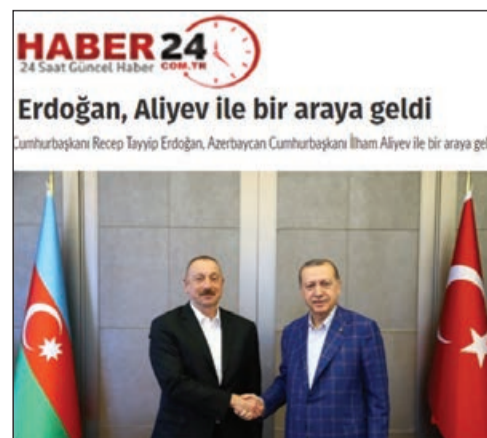 HABER 24
24 Saat Güncel Haber COM.TR
Erdoğan, Aliyev ile bir araya geldi
Cumhurbaşkanı Recep Tayyip Erdoğan, Azerbaycan Cumhurbaşkanı İlham Aliyev ile bir araya gel